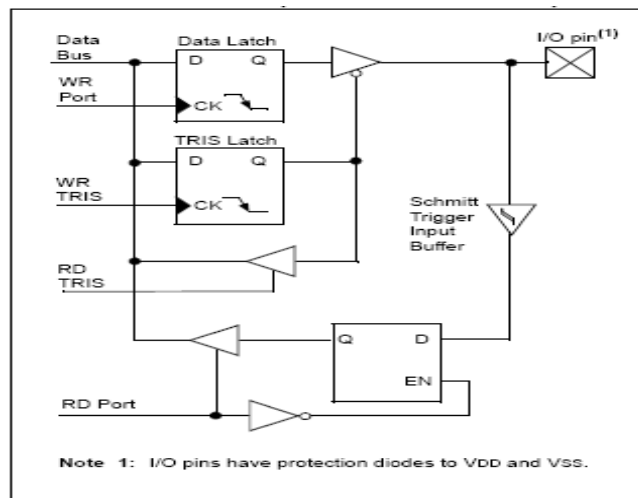 Data
Bus
Data Latch
I/O pin(1)
D Q
WR
Port
CK
TRIS Latch
D Q
WR
TRIS
CK
Schmitt
Trigger
Input
Buffer
RD
TRIS
Q D
EN
RD Port
Note 1: I/O pins have protection diodes to VDD and VSS.